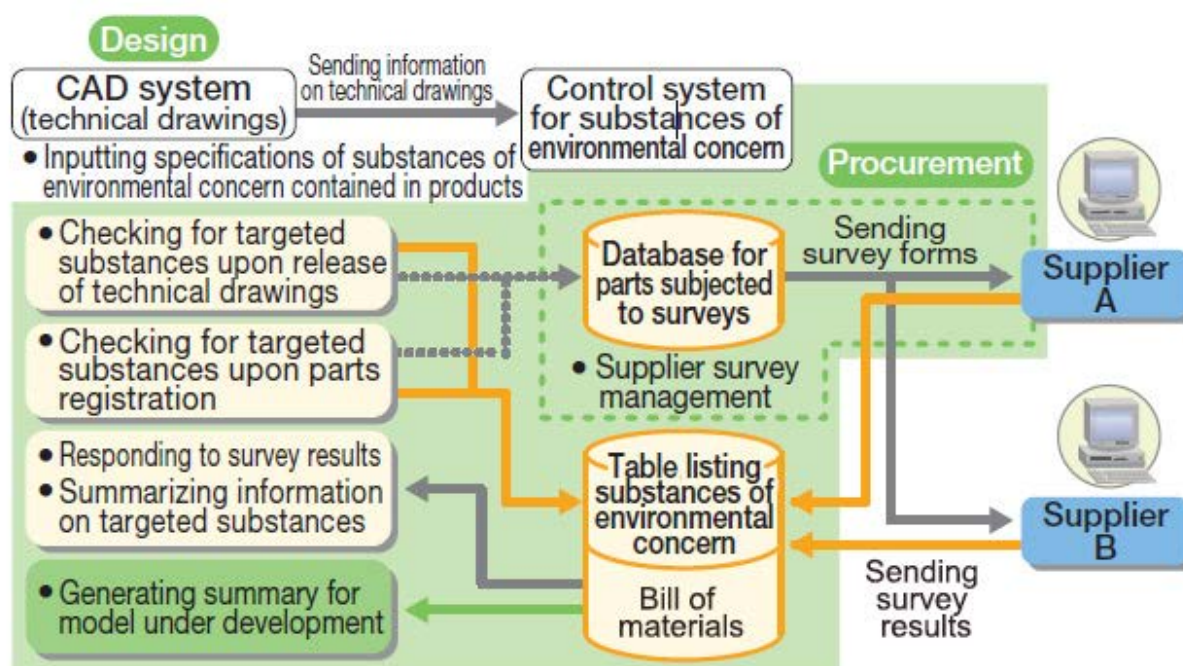 Design
CAD system
(technical drawings)
Sending information
on technical drawings
Control system
for substances of
environmental concern
• Inputting specifications of substances of
environmental concern contained in products
Procurement
• Checking for targeted
substances upon release
of technical drawings
• Checking for targeted
substances upon parts
registration
Database for
parts subjected
to surveys
Sending
survey forms
Supplier
A
• Supplier survey
management
• Responding to survey results
• Summarizing information
on targeted substances
Table listing
substances of
environmental
concern
Supplier
B
• Generating summary for
model under development
Bill of
materials
Sending
survey
results